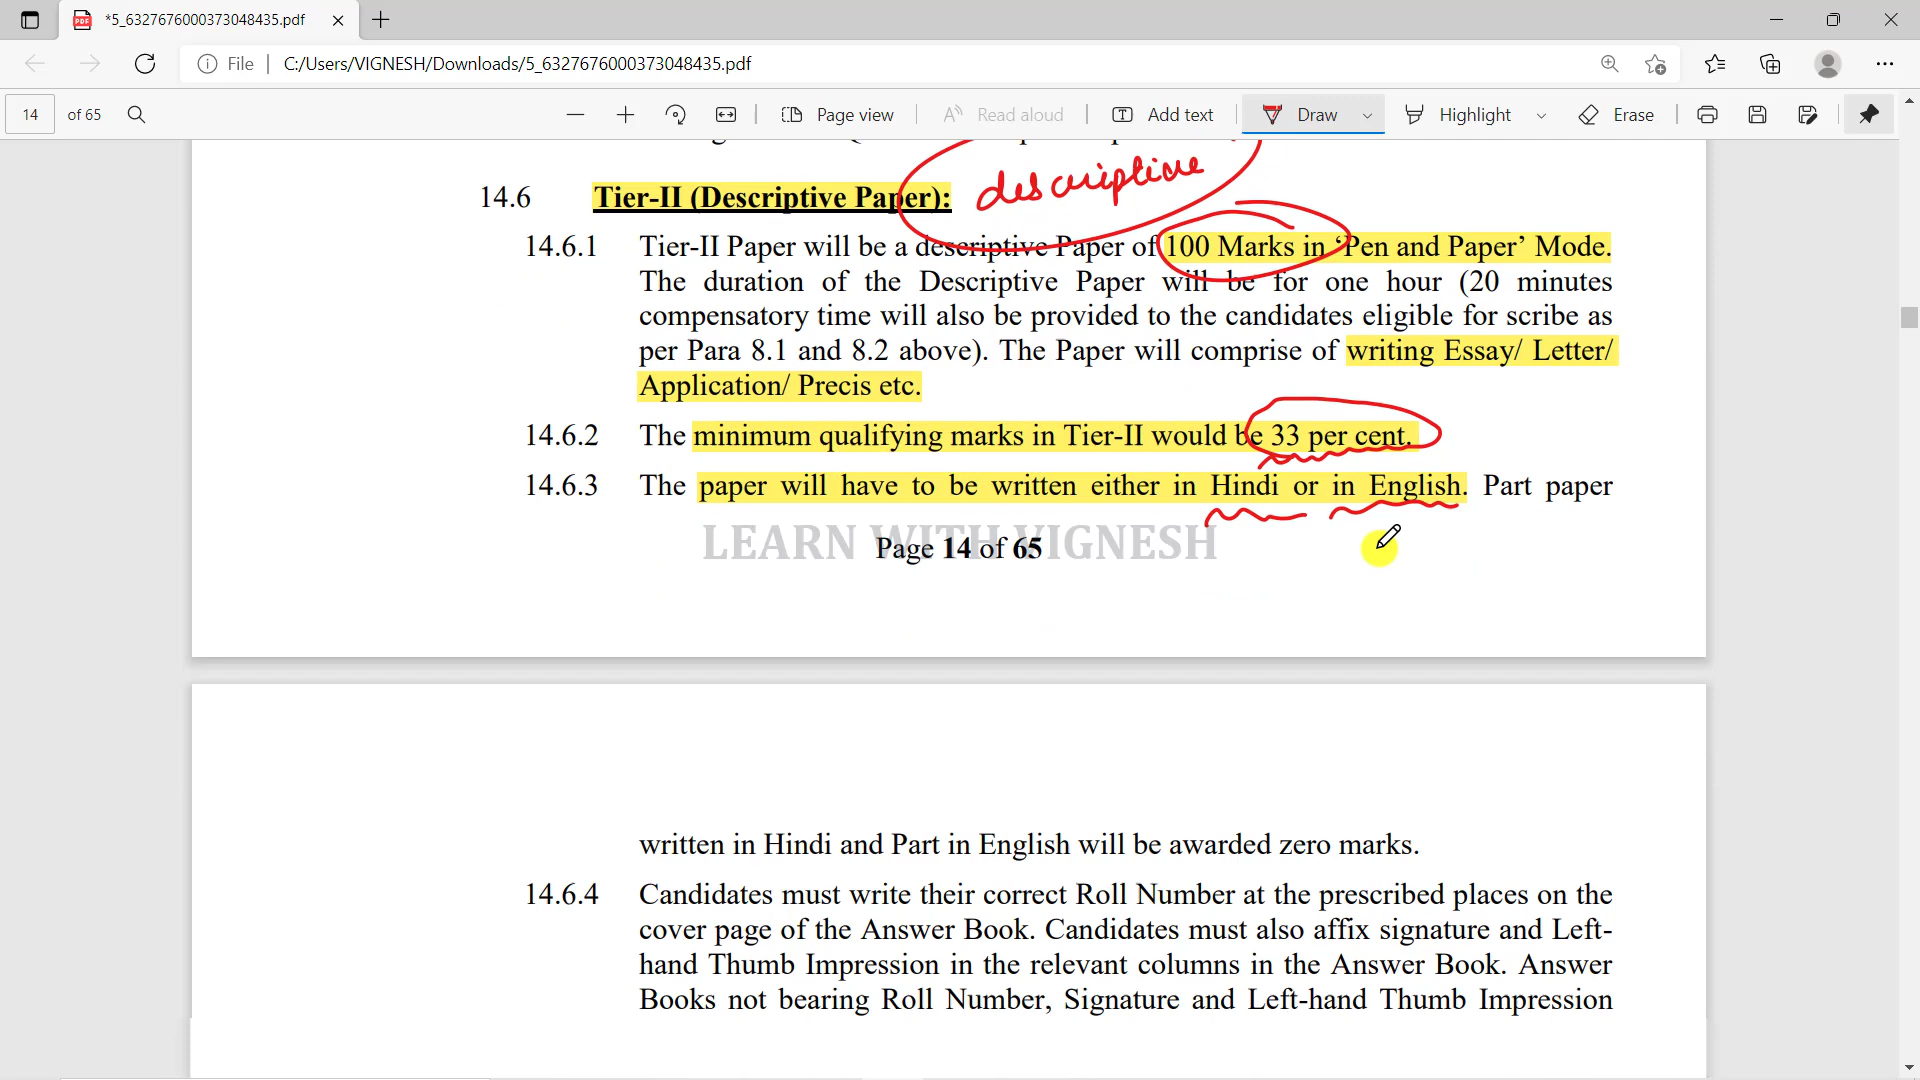 *5_6327676000373048435.pdf
File
C:/Users/VIGNESH/Downloads/5_6327676000373048435.pdf
14 of 65
Page view
Read aloud
Add text
Draw
Highlight
Erase
descriptive
14.6 Tier-II (Descriptive Paper):
14.6.1 Tier-II Paper will be a descriptive Paper of 100 Marks in ‘Pen and Paper’ Mode.
The duration of the Descriptive Paper will be for one hour (20 minutes
compensatory time will also be provided to the candidates eligible for scribe as
per Para 8.1 and 8.2 above). The Paper will comprise of writing Essay/ Letter/
Application/ Precis etc.
14.6.2 The minimum qualifying marks in Tier-II would be 33 per cent.
14.6.3 The paper will have to be written either in Hindi or in English. Part paper
LEARN WITH VIGNESH
Page 14 of 65
written in Hindi and Part in English will be awarded zero marks.
14.6.4 Candidates must write their correct Roll Number at the prescribed places on the
cover page of the Answer Book. Candidates must also affix signature and Left-
hand Thumb Impression in the relevant columns in the Answer Book. Answer
Books not bearing Roll Number, Signature and Left-hand Thumb Impression